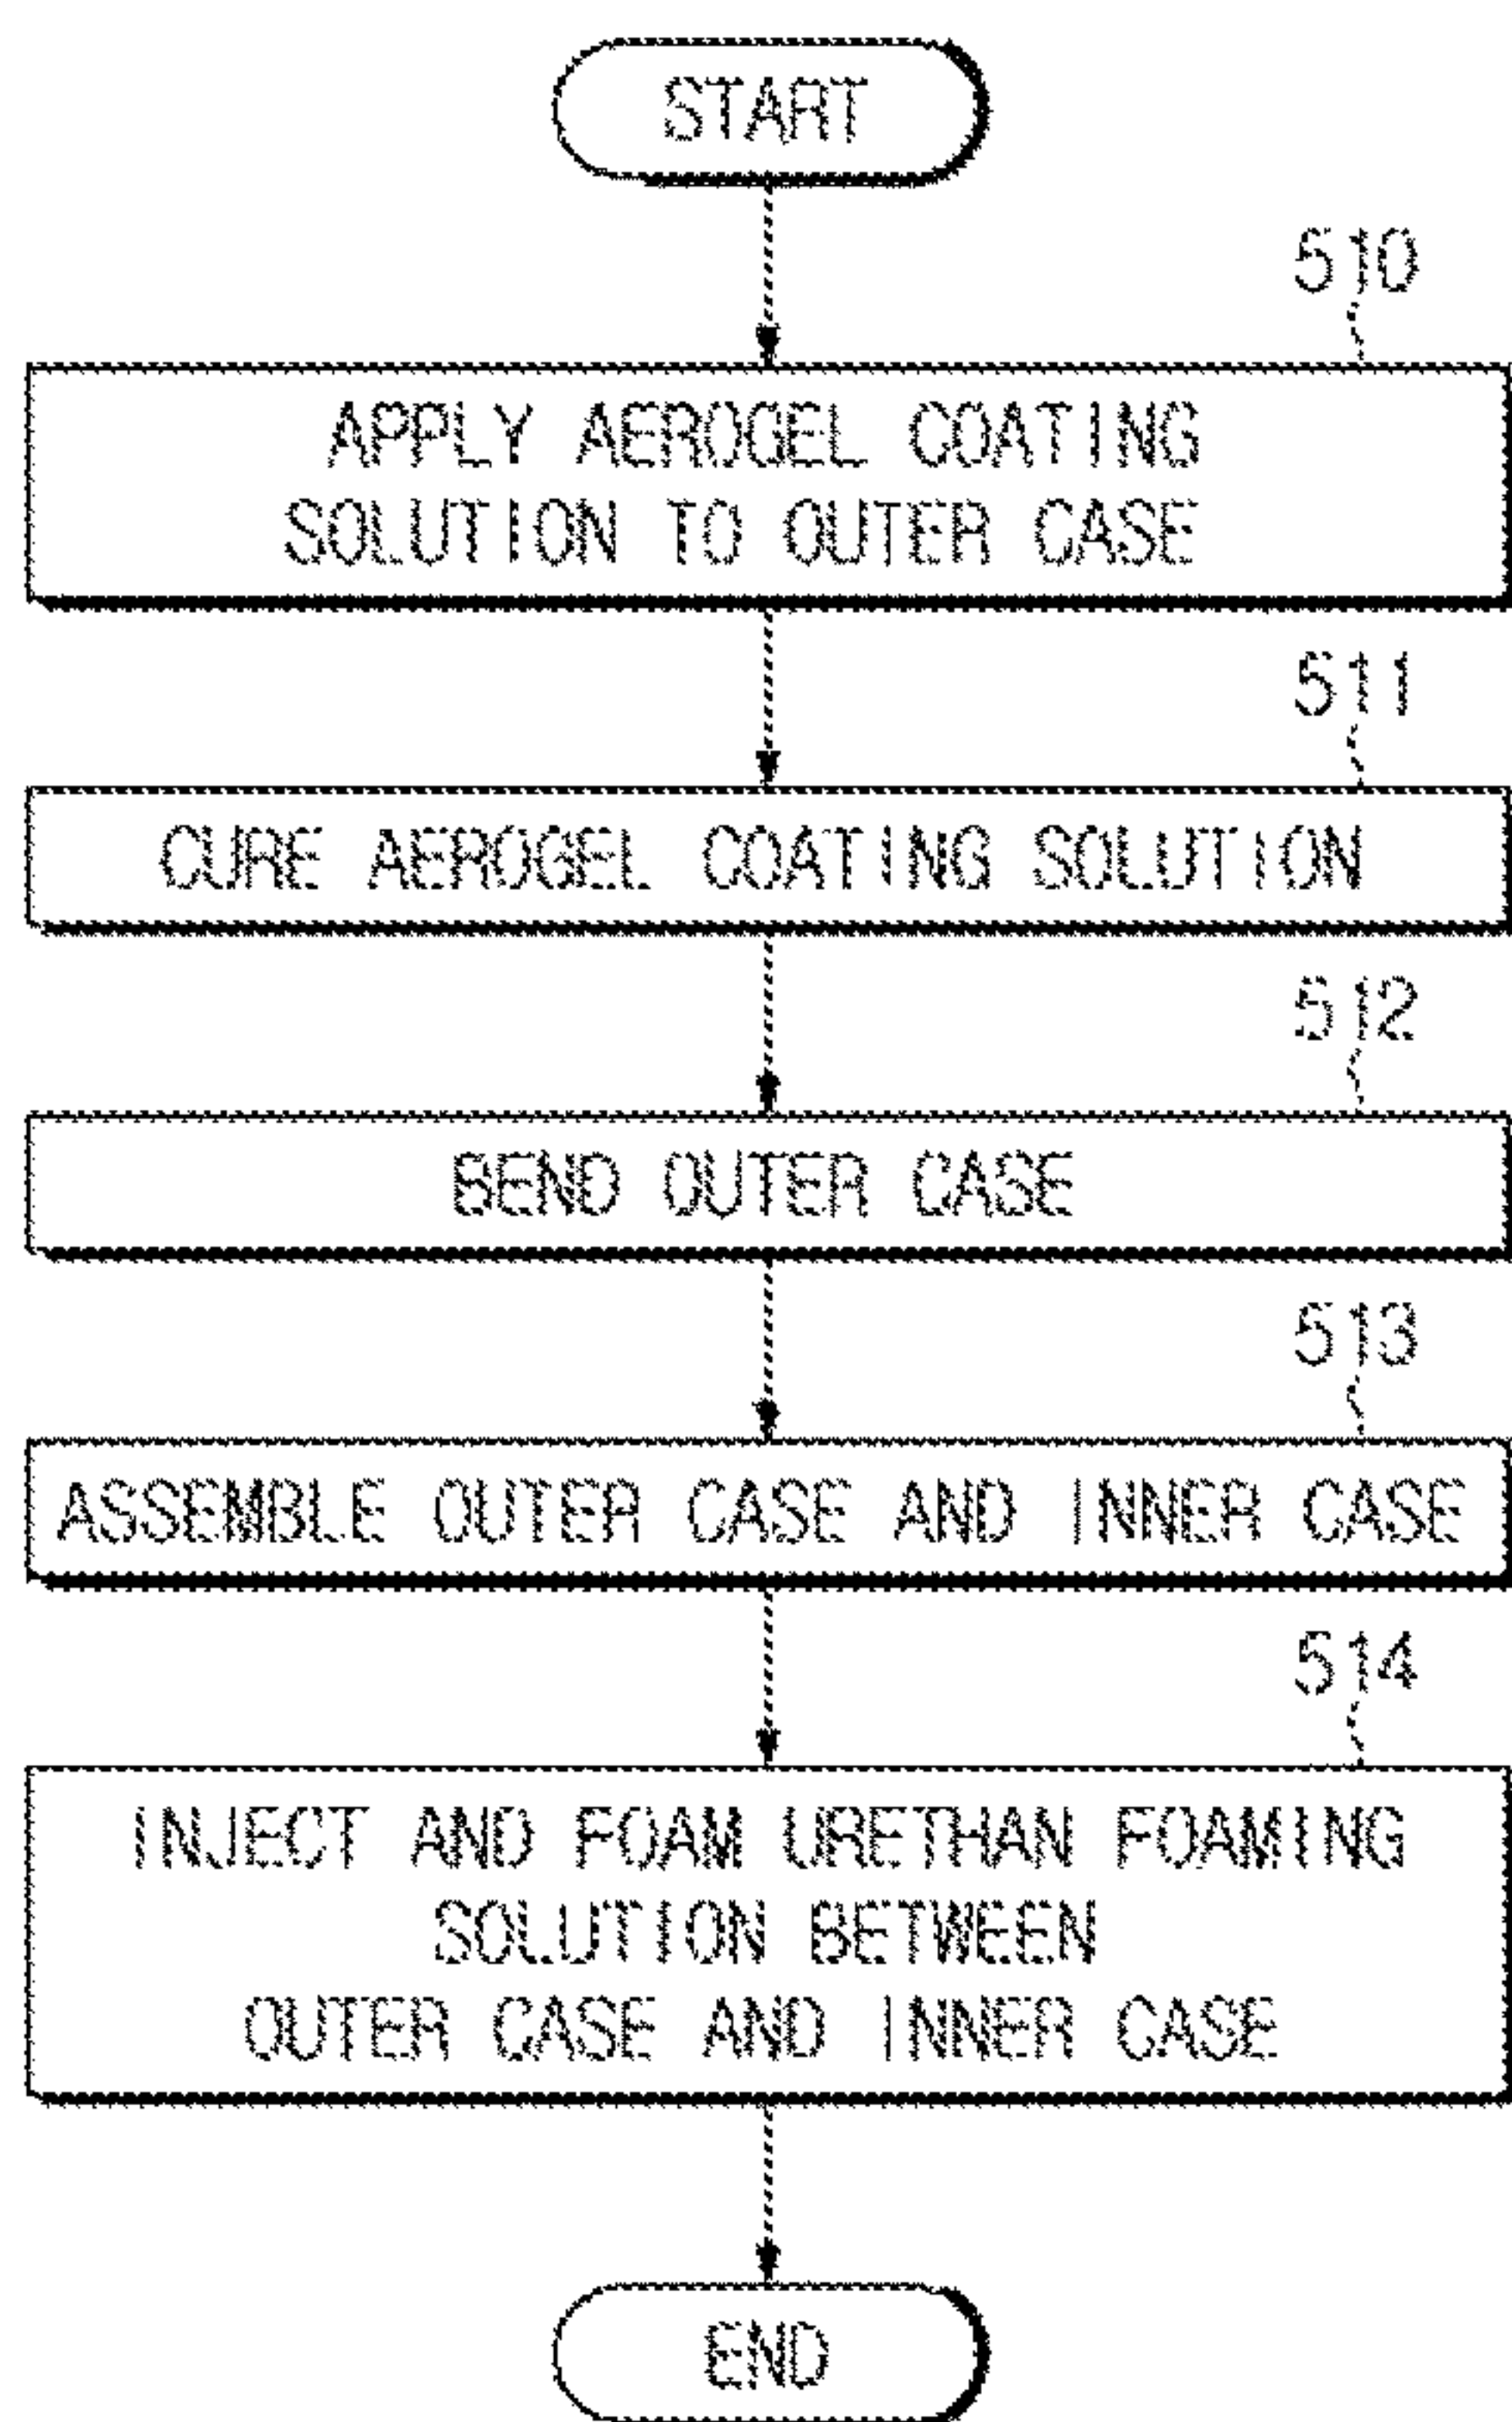 START
510
APPLY AEROGEL COATING
SOLUTION TO OUTER CASE
511
CURE AEROGEL COATING SOLUTION
512
BEND OUTER CASE
513
ASSEMBLE OUTER CASE AND INNER CASE
514
INJECT AND FOAM URETHAN FOAMING
SOLUTION BETWEEN
OUTER CASE AND INNER CASE
END